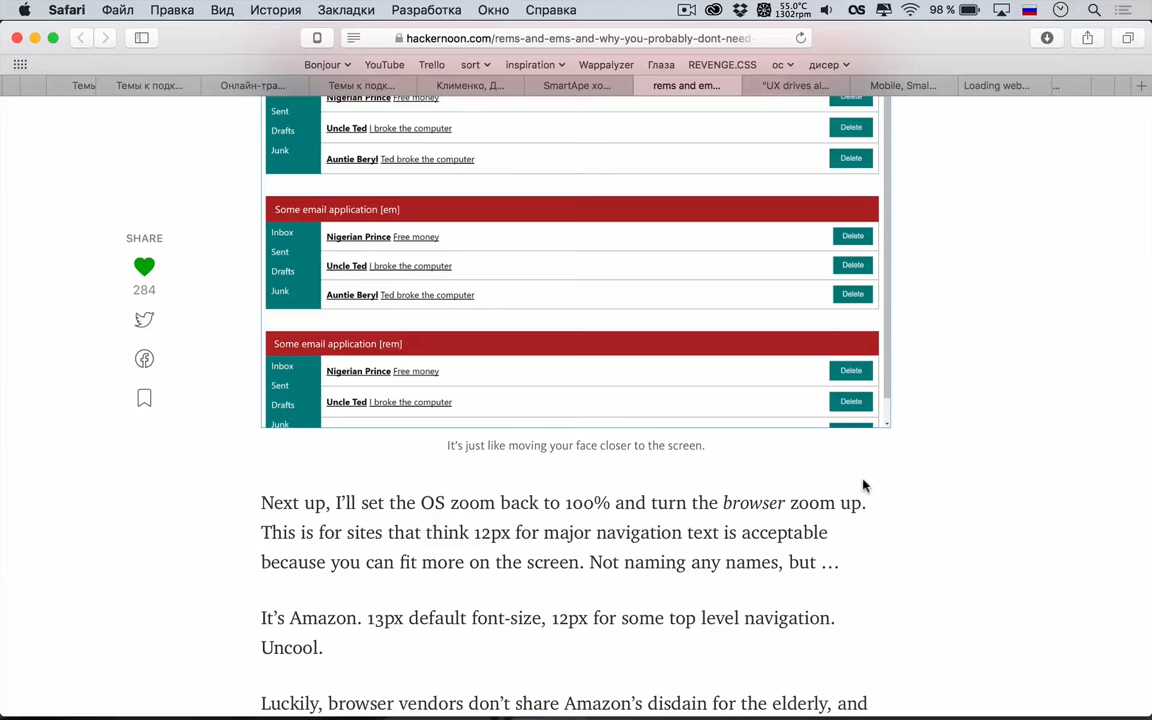 Safari Файл Правка Вид История Закладки Разработка Окно Справка 55.0°C 1302rpm OS 98 %
hackernoon.com/rems-and-ems-and-why-you-probably-dont-need-
Bonjour YouTube Trello sort inspiration Wappalyzer Глаза REVENGE.CSS ос дисер
Темы Темы к подк... Онлайн-тра... Темы к подк... Клименко, Д... SmartApe хо... rems and em... "UX drives al... Mobile, Smal... Loading web... ...
Nigerian Prince Free money Delete
Sent
Uncle Ted I broke the computer Delete
Drafts
Junk
Auntie Beryl Ted broke the computer Delete
Some email application [em]
Inbox
Nigerian Prince Free money Delete
Sent
Uncle Ted I broke the computer Delete
Drafts
Junk
Auntie Beryl Ted broke the computer Delete
Some email application [rem]
Inbox
Nigerian Prince Free money Delete
Sent
Uncle Ted I broke the computer Delete
Drafts
Junk
SHARE
284
It's just like moving your face closer to the screen.
Next up, I'll set the OS zoom back to 100% and turn the browser zoom up.
This is for sites that think 12px for major navigation text is acceptable
because you can fit more on the screen. Not naming any names, but …
It's Amazon. 13px default font-size, 12px for some top level navigation.
Uncool.
Luckily, browser vendors don't share Amazon's disdain for the elderly, and